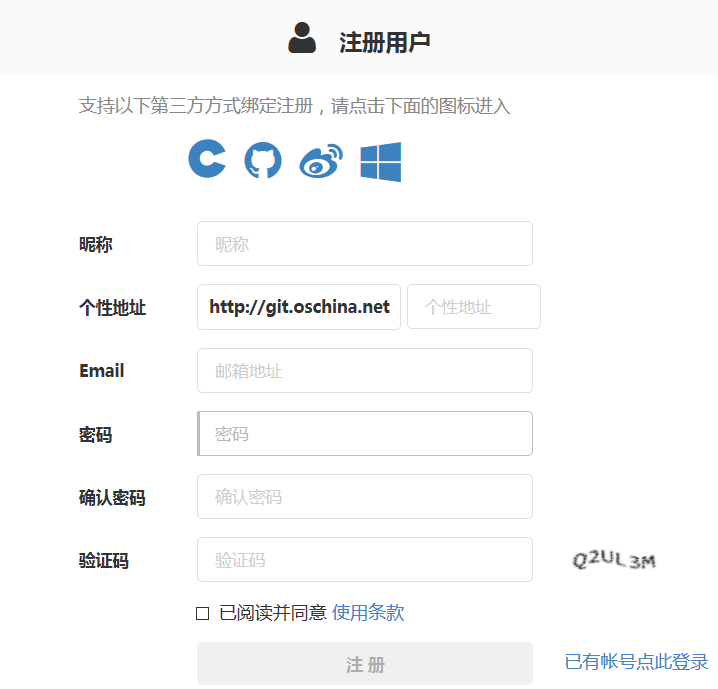 注册用户
支持以下第三方方式绑定注册，请点击下面的图标进入
昵称 昵称
个性地址 http://git.oschina.net 个性地址
Email 邮箱地址
密码 密码
确认密码 确认密码
验证码 验证码 Q2UL3M
已阅读并同意 使用条款
注 册 已有帐号点此登录